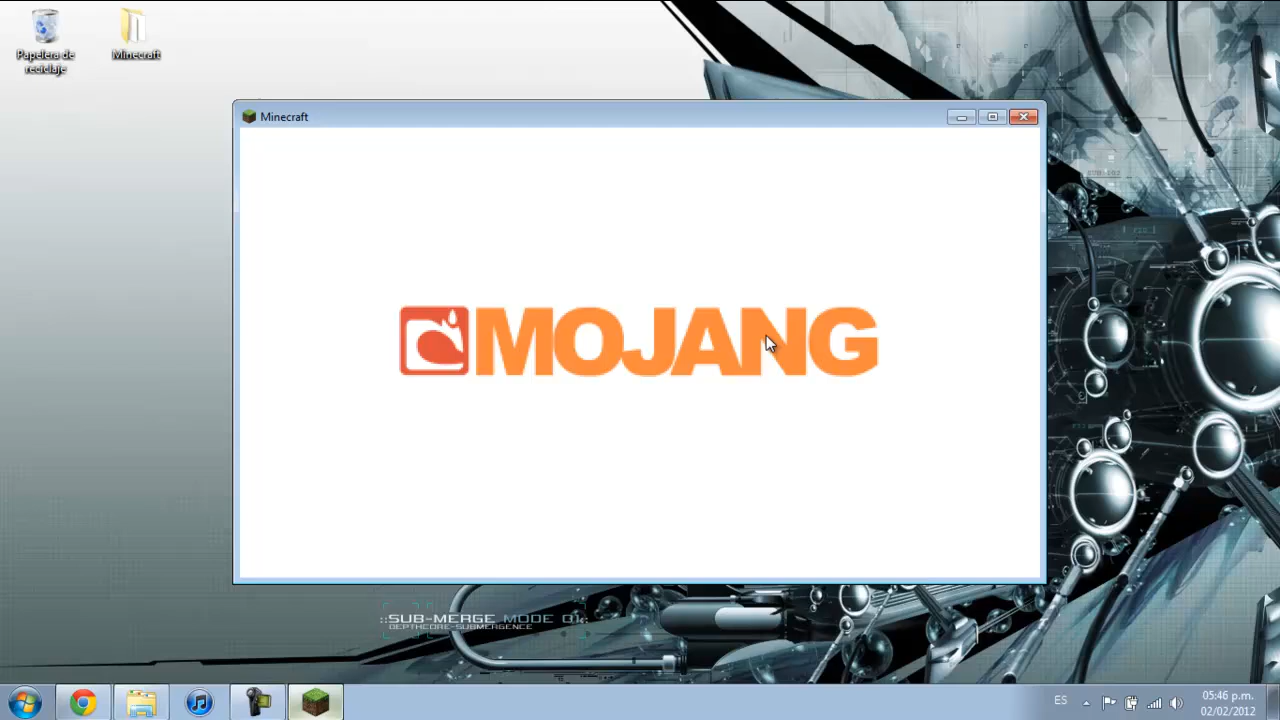 Papelera de
reciclaje
Minecraft
Minecraft
MOJANG
::SUB-MERGE MODE 01::
DEPTHCORE-SUBMERGENCE
ES
05:46 p.m.
02/02/2012